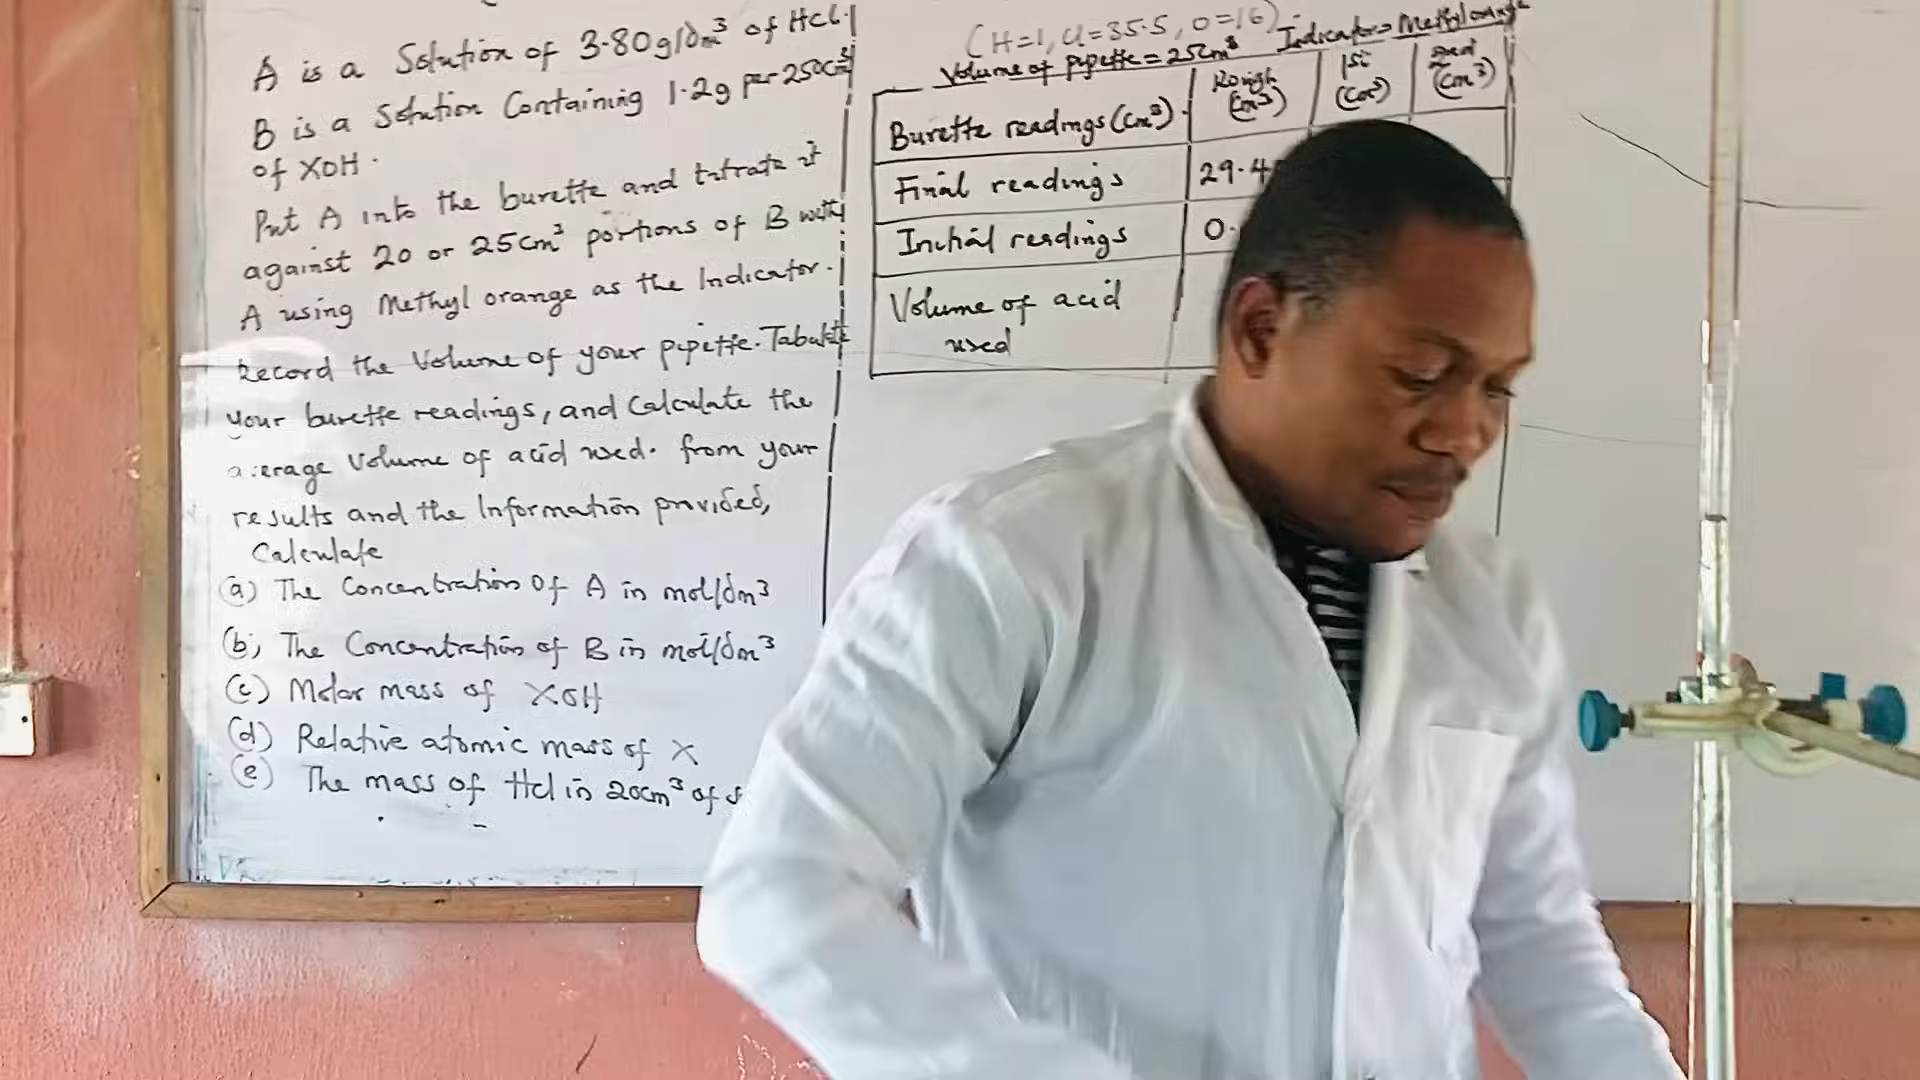 A is a Solution of 3.80g/dm³ of HCl.
B is a Solution Containing 1.2g per 250cm³
of XOH.
Put A into the burette and titrate it
against 20 or 25cm³ portions of B with
A using Methyl orange as the Indicator.
Record the Volume of your pipette. Tabulate
your burette readings, and Calculate the
average Volume of acid used. from your
results and the Information provided,
Calculate
(a) The Concentration Of A in mol/dm³
(b) The Concentration of B in mol/dm³
(c) Molar mass of XOH
(d) Relative atomic mass of X
(e) The mass of HCl in 20cm³ of
(H=1, Cl=35.5, O=16)
Volume of pipette = 25cm³ Indicator = Methyl orange
Burette readings (cm³) Rough (cm³) 1st (cm³) 2nd (cm³)
Final readings 29.4
Initial readings 0.
Volume of acid
used